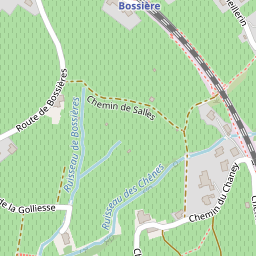 Bossière
Chemin de Salles
Route de Bossières
Ruisseau de Bossières
Ruisseau des Chênes
Chemin du Chaney
de la Golliesse